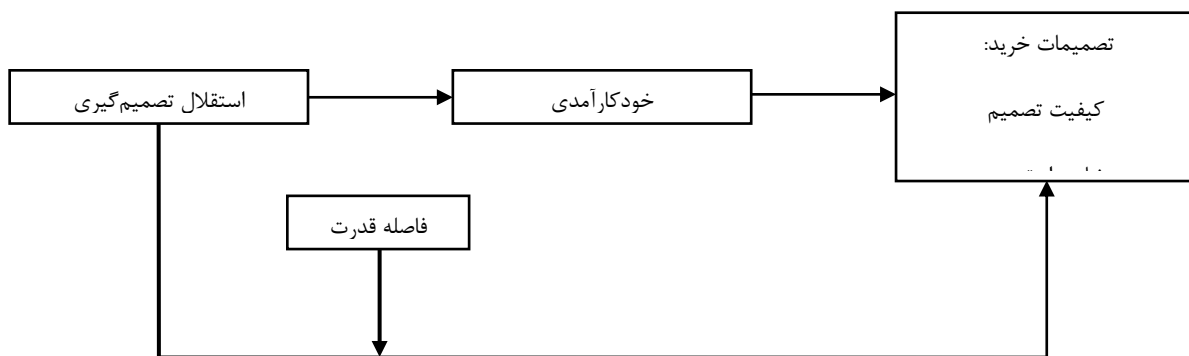 تصمیمات خرید:
استقلال تصمیم‌گیری
خودکارآمدی
کیفیت تصمیم
فاصله قدرت